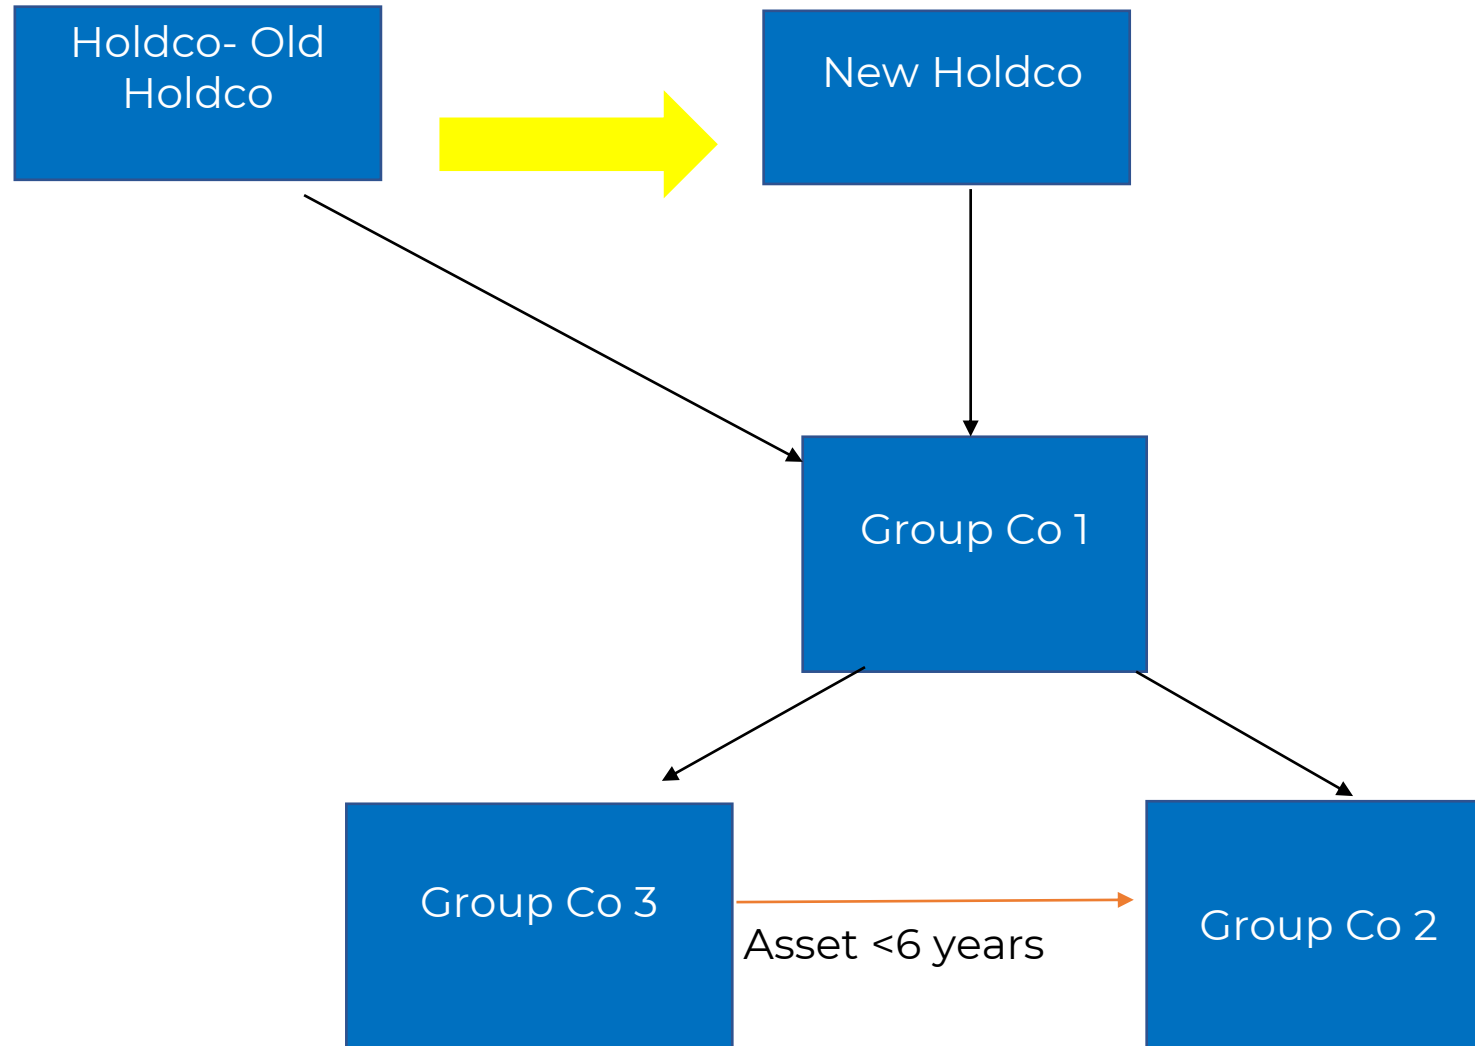 Holdco- Old
Holdco
New Holdco
Group Co 1
Group Co 3
Asset <6 years
Group Co 2